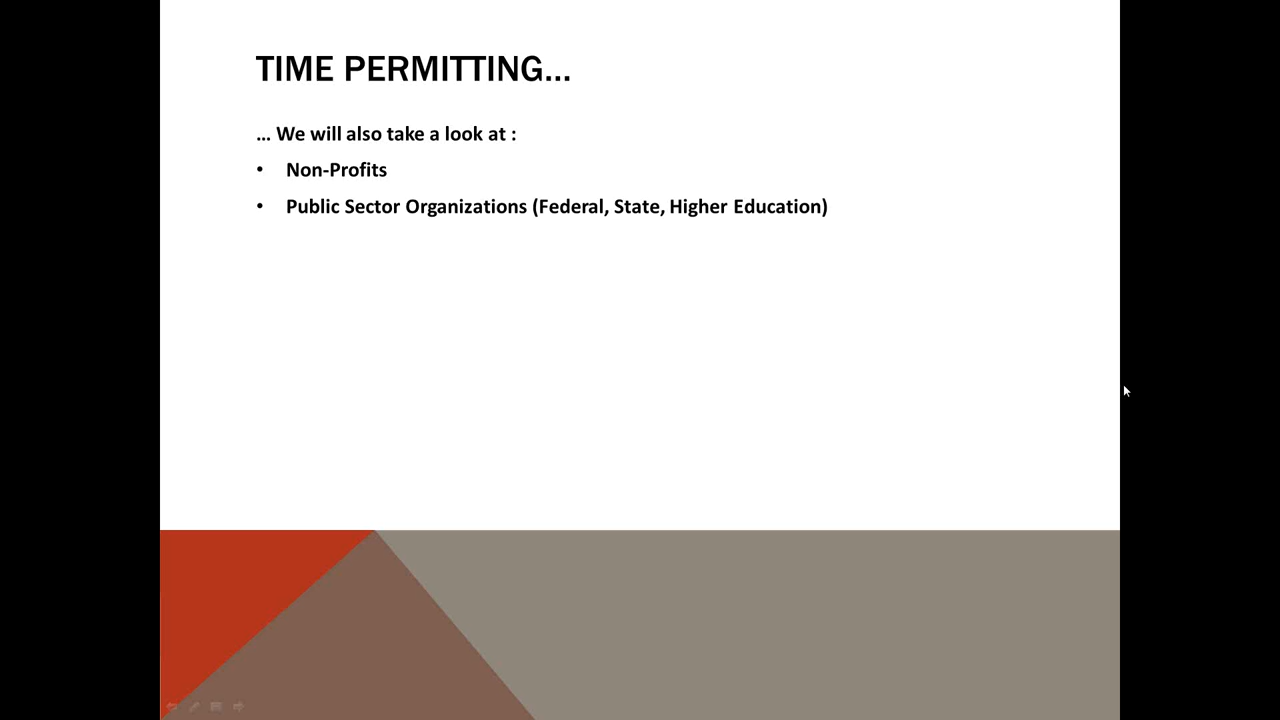 TIME PERMITTING...
... We will also take a look at :
• Non-Profits
• Public Sector Organizations (Federal, State, Higher Education)